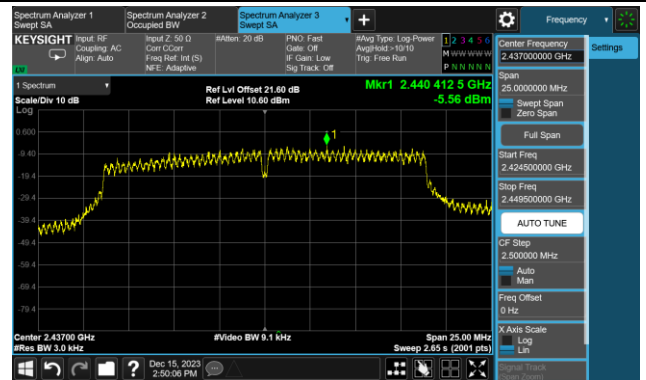 Spectrum Analyzer 1
Swept SA
Spectrum Analyzer 2
Occupied BW
Spectrum Analyzer 3
Swept SA
Frequency
KEYSIGHT
Input: RF
Coupling: AC
Align: Auto
Input Z: 50 Ω
Corr CCorr
Freq Ref: Int (S)
NFE: Adaptive
#Atten: 20 dB
PNO: Fast
Gate: Off
IF Gain: Low
Sig Track: Off
#Avg Type: Log-Power
Avg|Hold:>10/10
Trig: Free Run
1 2 3 4 5 6
M W W W W W
P N N N N N
LW
1 Spectrum
Scale/Div 10 dB
Log
Ref Lvl Offset 21.60 dB
Ref Level 10.60 dBm
Mkr1 2.440 412 5 GHz
-5.56 dBm
0.600
-9.40
-19.4
-29.4
-39.4
-49.4
-59.4
-69.4
-79.4
1
Center 2.43700 GHz
#Res BW 3.0 kHz
#Video BW 9.1 kHz
Span 25.00 MHz
Sweep 2.65 s (2001 pts)
Dec 15, 2023
2:50:06 PM
Center Frequency
2.437000000 GHz
Settings
Span
25.0000000 MHz
Swept Span
Zero Span
Full Span
Start Freq
2.424500000 GHz
Stop Freq
2.449500000 GHz
AUTO TUNE
CF Step
2.500000 MHz
Auto
Man
Freq Offset
0 Hz
X Axis Scale
Log
Lin
Signal Track
(Span Zoom)